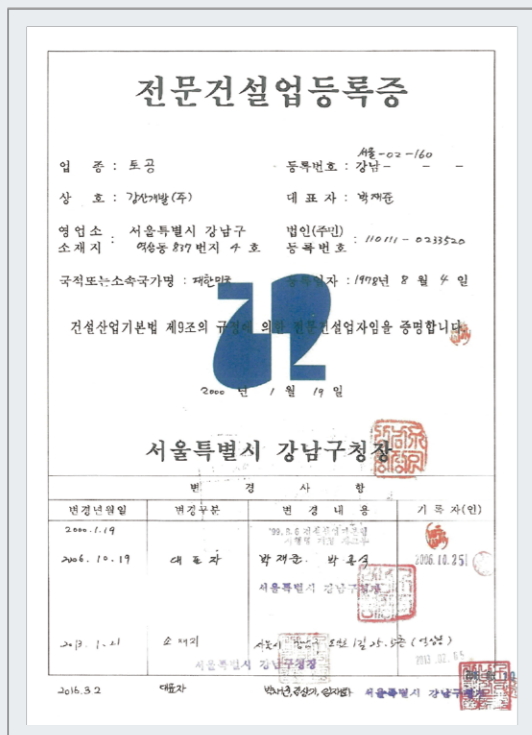 전문건설업등록증
업 종 : 토공
서울-02-160
등록번호 : 강남 - - -
상 호 : 갑산개발(주)
대 표 자 : 박재준
영업소
소재지 : 서울특별시 강남구
역삼동 837번지 4 호
법인(주민)
등록번호 : 110111 - 0233520
국적또는소속국가명 : 대한민국
등록일자 : 1978년 8 월 4 일
건설산업기본법 제9조의 규정에 의한 전문건설업자임을 증명합니다.
2000 년 1 월 19 일
서울특별시 강남구청장
변 경 사 항
변경년월일 변경구분 변 경 내 용 기 록 자(인)
2000.1.19
2006.10.19 대표자 박재준. 2006.10.25
서울특별시 강남구청장
2013.1.21 소재지
서울특별시 강남구청장
2016.3.2 대표자 서울특별시 강남구청장